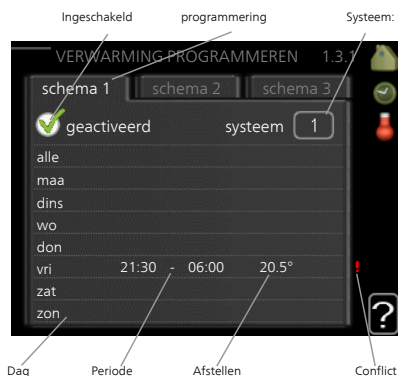 Ingeschakeld programmering Systeem:
VERWARMING PROGRAMMEREN 1.3.1
schema 1 schema 2 schema 3
geactiveerd systeem 1
alle
maa
dins
wo
don
vri 21:30 - 06:00 20.5° !
zat
zon ?
Dag Periode Afstellen Conflict